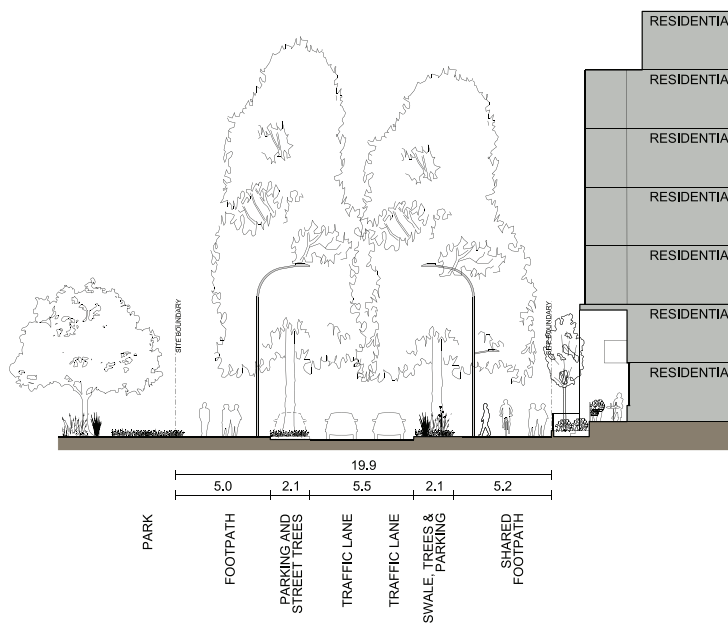 RESIDENTIA
RESIDENTIA
RESIDENTIA
RESIDENTIA
RESIDENTIA
RESIDENTIA
RESIDENTIA
SITE BOUNDARY
SITE BOUNDARY
19.9
5.0
2.1
5.5
2.1
5.2
PARK
FOOTPATH
PARKING AND
STREET TREES
TRAFFIC LANE
TRAFFIC LANE
SWALE, TREES &
PARKING
SHARED
FOOTPATH